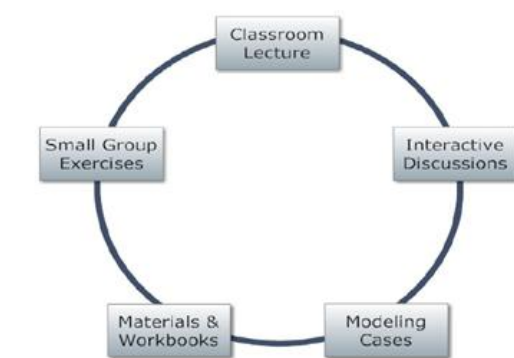 Classroom
Lecture
Interactive
Discussions
Modeling
Cases
Materials &
Workbooks
Small Group
Exercises